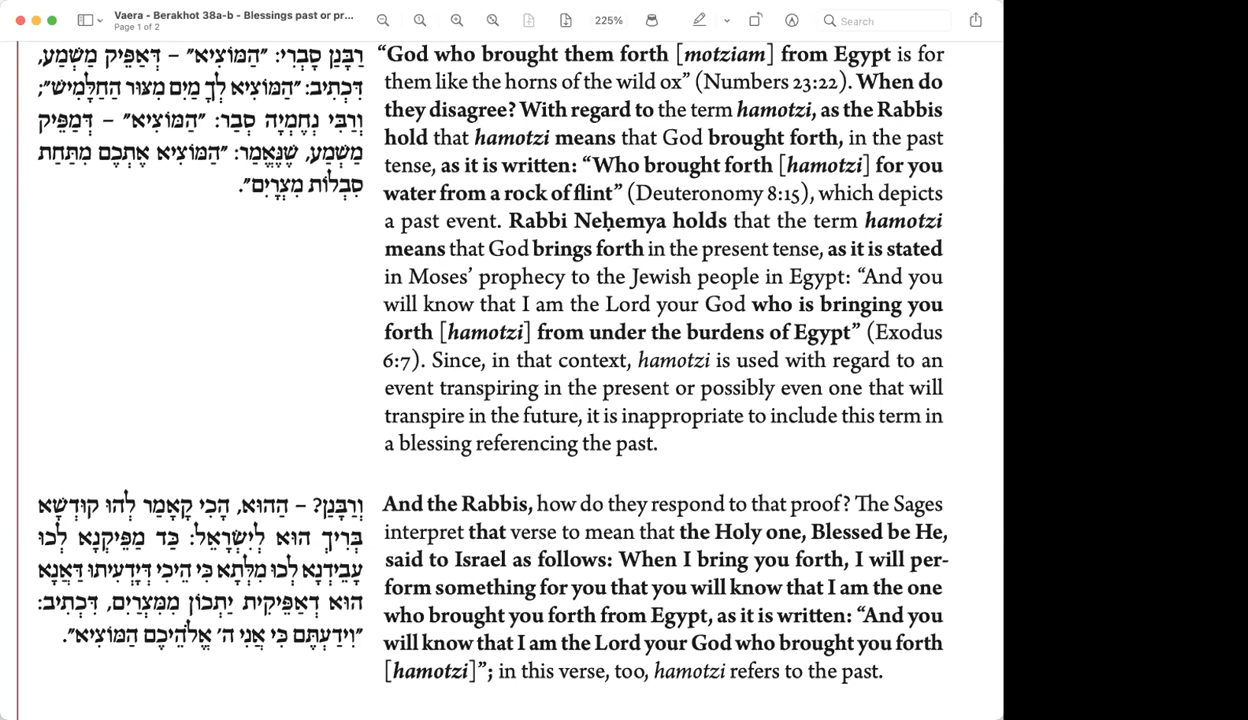 Vaera - Berakhot 38a-b - Blessings past or pr...
Page 1 of 2
225%
Search
רַבָּנַן סָבְרִי: ״הַמּוֹצִיא״ – דְּאַפֵּיק מַשְׁמַע,
דִּכְתִיב: ״הַמּוֹצִיא לְךָ מַיִם מִצּוּר הַחַלָּמִישׁ״;
וְרַבִּי נְחֶמְיָה סְבַר: ״הַמּוֹצִיא״ – דְּמַפֵּיק
מַשְׁמַע, שֶׁנֶּאֱמַר: ״הַמּוֹצִיא אֶתְכֶם מִתַּחַת
סִבְלוֹת מִצְרָיִם״.
“God who brought them forth [motziam] from Egypt is for
them like the horns of the wild ox” (Numbers 23:22). When do
they disagree? With regard to the term hamotzi, as the Rabbis
hold that hamotzi means that God brought forth, in the past
tense, as it is written: “Who brought forth [hamotzi] for you
water from a rock of flint” (Deuteronomy 8:15), which depicts
a past event. Rabbi Neḥemya holds that the term hamotzi
means that God brings forth in the present tense, as it is stated
in Moses’ prophecy to the Jewish people in Egypt: “And you
will know that I am the Lord your God who is bringing you
forth [hamotzi] from under the burdens of Egypt” (Exodus
6:7). Since, in that context, hamotzi is used with regard to an
event transpiring in the present or possibly even one that will
transpire in the future, it is inappropriate to include this term in
a blessing referencing the past.
וְרַבָּנַן? – הַהוּא, הָכִי קָאָמַר לְהוּ קוּדְשָׁא
בְּרִיךְ הוּא לְיִשְׂרָאֵל: כַּד מַפֵּיקְנָא לְכוּ
עָבֵידְנָא לְכוּ מִלְּתָא כִּי הֵיכִי דְּיָדְעִיתוּ דַּאֲנָא
הוּא דְּאַפֵּיקִית יַתְכוֹן מִמִּצְרַיִם, דִּכְתִיב:
״וִידַעְתֶּם כִּי אֲנִי ה׳ אֱלֹהֵיכֶם הַמּוֹצִיא״.
And the Rabbis, how do they respond to that proof? The Sages
interpret that verse to mean that the Holy one, Blessed be He,
said to Israel as follows: When I bring you forth, I will per-
form something for you that you will know that I am the one
who brought you forth from Egypt, as it is written: “And you
will know that I am the Lord your God who brought you forth
[hamotzi]”; in this verse, too, hamotzi refers to the past.